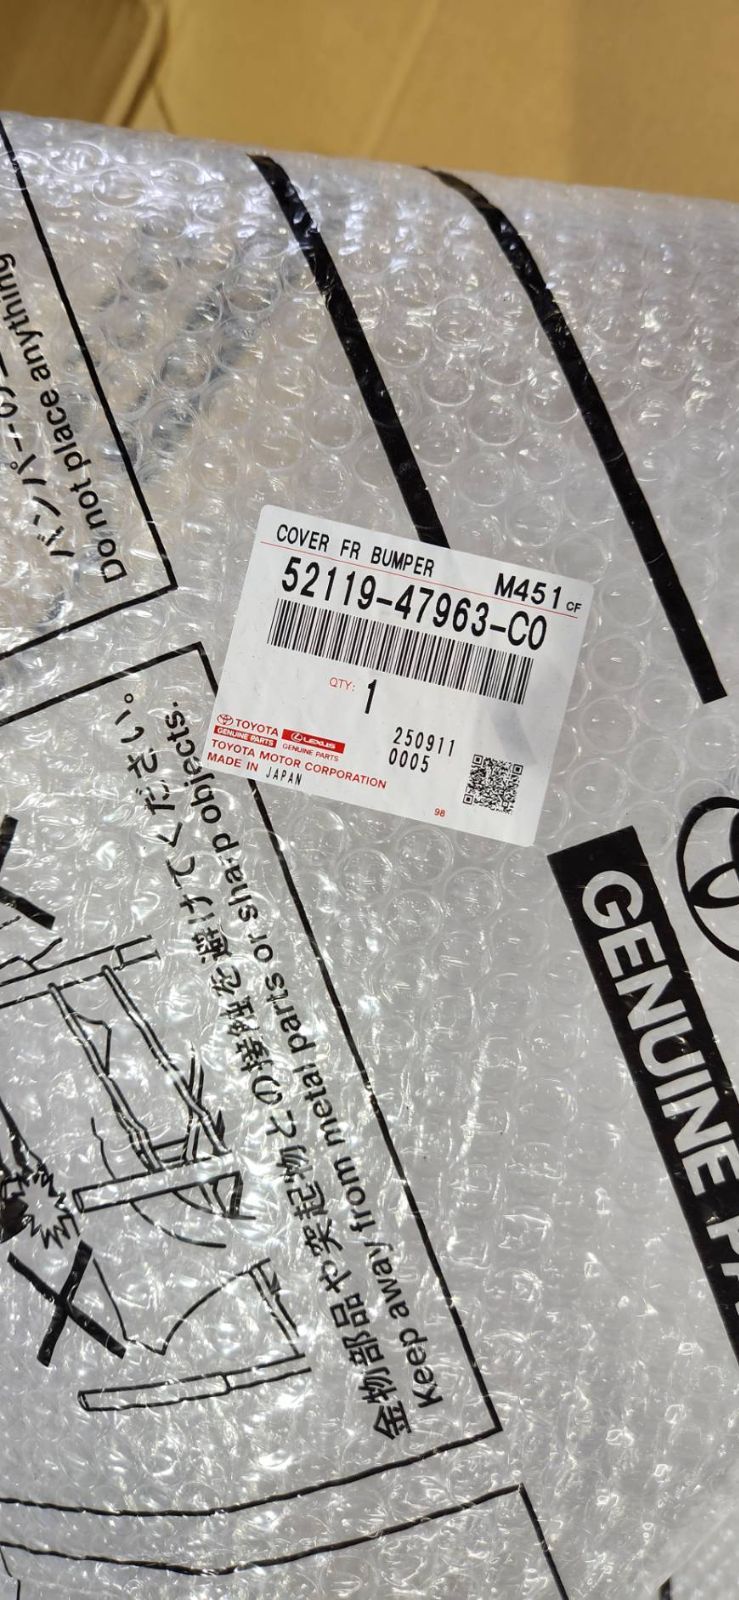 バンパーの
Do not place anything
COVER FR BUMPER
M451 CF
52119-47963-C0
QTY: 1
250911
0005
TOYOTA
GENUINE PARTS
LEXUS
GENUINE PARTS
TOYOTA MOTOR CORPORATION
MADE IN JAPAN
98
金物部品や突起物との接触を避けてください。
Keep away from metal parts or sharp objects.
GENUINE PA